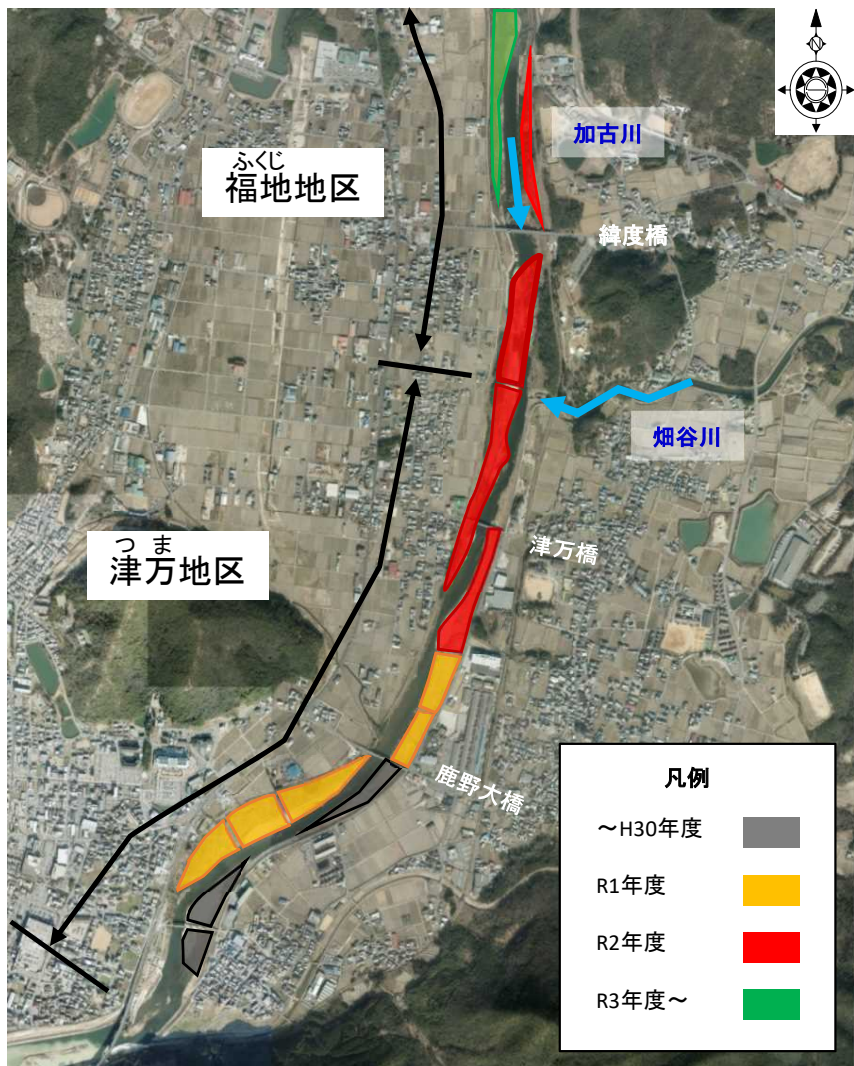 N
加古川
ふくじ
福地地区
緯度橋
畑谷川
つま
津万地区
津万橋
鹿野大橋
凡例
～H30年度
R1年度
R2年度
R3年度～